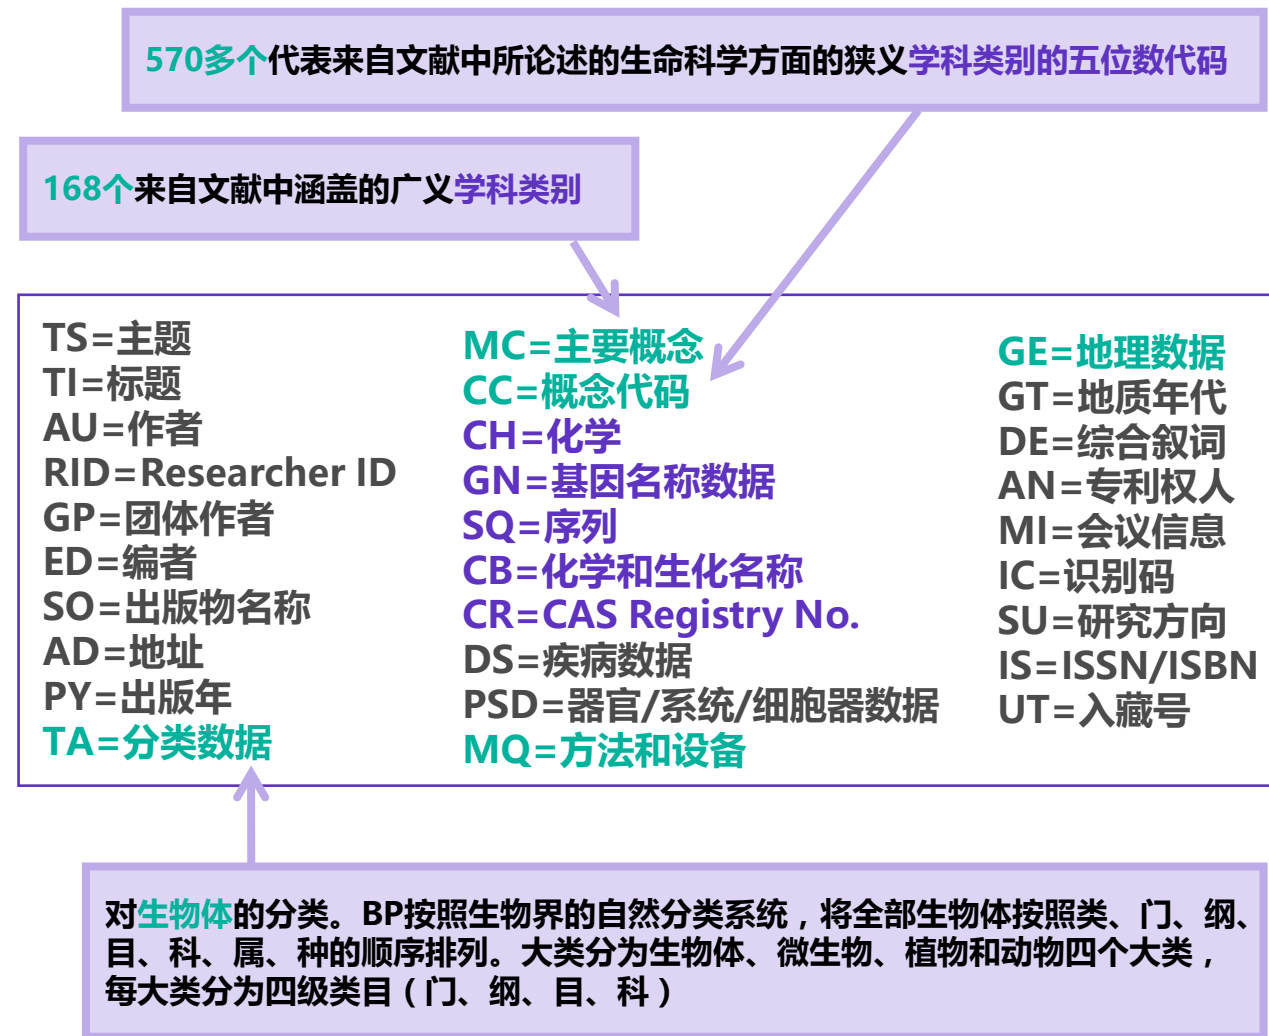 570多个代表来自文献中所论述的生命科学方面的狭义学科类别的五位数代码
168个来自文献中涵盖的广义学科类别
TS=主题
TI=标题
AU=作者
RID=Researcher ID
GP=团体作者
ED=编者
SO=出版物名称
AD=地址
PY=出版年
TA=分类数据
MC=主要概念
CC=概念代码
CH=化学
GN=基因名称数据
SQ=序列
CB=化学和生化名称
CR=CAS Registry No.
DS=疾病数据
PSD=器官/系统/细胞器数据
MQ=方法和设备
GE=地理数据
GT=地质年代
DE=综合叙词
AN=专利权人
MI=会议信息
IC=识别码
SU=研究方向
IS=ISSN/ISBN
UT=入藏号
对生物体的分类。BP按照生物界的自然分类系统，将全部生物体按照类、门、纲、
目、科、属、种的顺序排列。大类分为生物体、微生物、植物和动物四个大类，
每大类分为四级类目（门、纲、目、科）